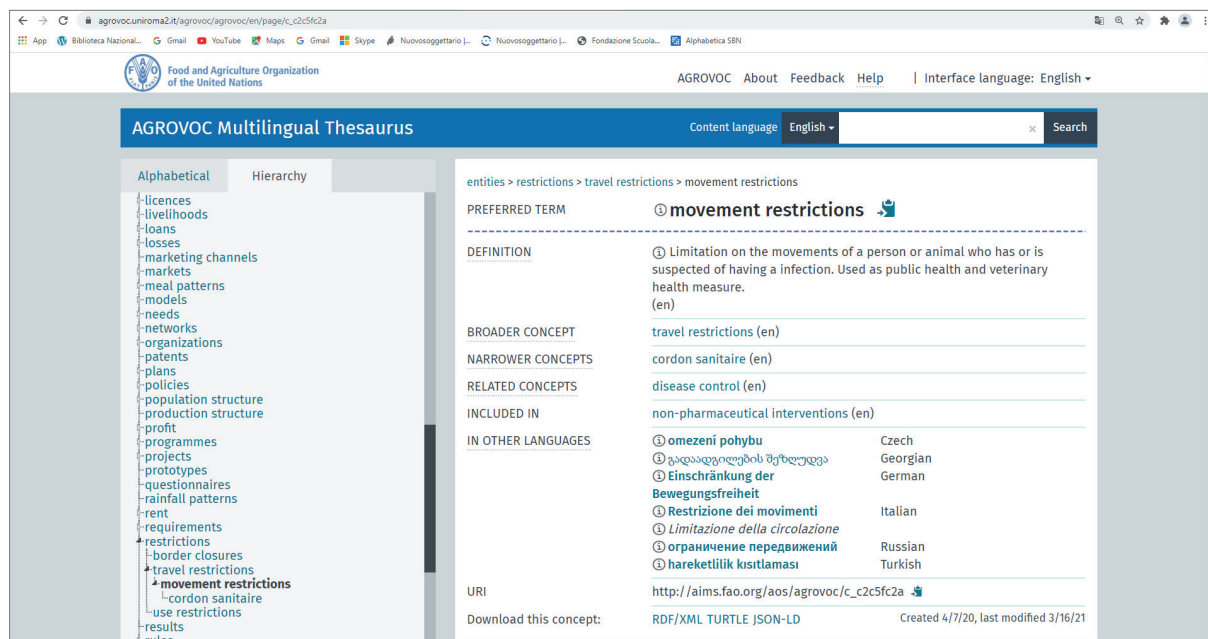 agrovoc.uniroma2.it/agrovoc/agrovoc/en/page/c_c2c5fc2a
App Biblioteca Nazional... Gmail YouTube Maps Gmail Skype Nuovosoggettario |... Nuovosoggettario |... Fondazione Scuola... Alphabetica SBN
Food and Agriculture Organization
of the United Nations
AGROVOC About Feedback Help | Interface language: English
AGROVOC Multilingual Thesaurus
Content language English × Search
Alphabetical Hierarchy
licences
livelihoods
loans
losses
marketing channels
markets
meal patterns
models
needs
networks
organizations
patents
plans
policies
population structure
production structure
profit
programmes
projects
prototypes
questionnaires
rainfall patterns
rent
requirements
restrictions
border closures
travel restrictions
movement restrictions
cordon sanitaire
use restrictions
results
entities > restrictions > travel restrictions > movement restrictions
PREFERRED TERM movement restrictions
DEFINITION Limitation on the movements of a person or animal who has or is
suspected of having a infection. Used as public health and veterinary
health measure.
(en)
BROADER CONCEPT travel restrictions (en)
NARROWER CONCEPTS cordon sanitaire (en)
RELATED CONCEPTS disease control (en)
INCLUDED IN non-pharmaceutical interventions (en)
IN OTHER LANGUAGES omezení pohybu Czech
გადაადგილების შეზღუდვა Georgian
Einschränkung der German
Bewegungsfreiheit
Restrizione dei movimenti Italian
Limitazione della circolazione
ограничение передвижений Russian
hareketlilik kısıtlaması Turkish
URI http://aims.fao.org/aos/agrovoc/c_c2c5fc2a
Download this concept: RDF/XML TURTLE JSON-LD Created 4/7/20, last modified 3/16/21